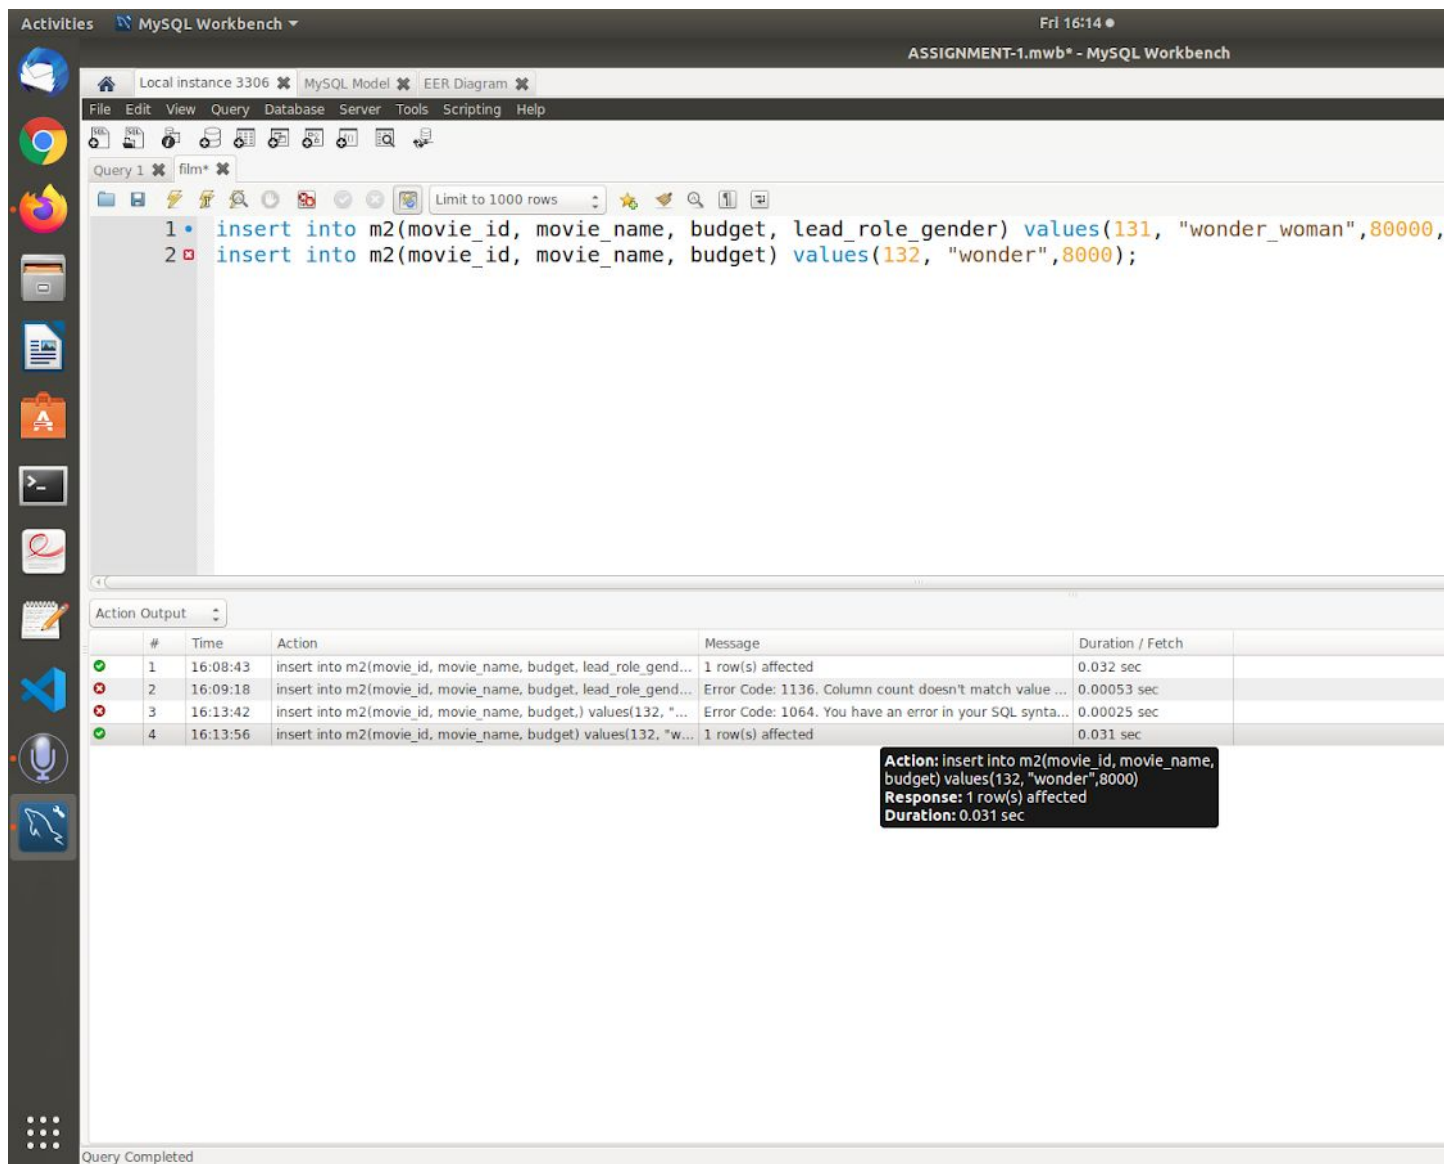 Activities MySQL Workbench Fri 16:14
ASSIGNMENT-1.mwb* - MySQL Workbench
Local instance 3306 MySQL Model EER Diagram
File Edit View Query Database Server Tools Scripting Help
Query 1 film*
Limit to 1000 rows
1 insert into m2(movie_id, movie_name, budget, lead_role_gender) values(131, "wonder_woman",80000,
2 insert into m2(movie_id, movie_name, budget) values(132, "wonder",8000);
Action Output
# Time Action Message Duration / Fetch
1 16:08:43 insert into m2(movie_id, movie_name, budget, lead_role_gend... 1 row(s) affected 0.032 sec
2 16:09:18 insert into m2(movie_id, movie_name, budget, lead_role_gend... Error Code: 1136. Column count doesn't match value ... 0.00053 sec
3 16:13:42 insert into m2(movie_id, movie_name, budget,) values(132, "... Error Code: 1064. You have an error in your SQL synta... 0.00025 sec
4 16:13:56 insert into m2(movie_id, movie_name, budget) values(132, "w... 1 row(s) affected 0.031 sec
Action: insert into m2(movie_id, movie_name,
budget) values(132, "wonder",8000)
Response: 1 row(s) affected
Duration: 0.031 sec
Query Completed